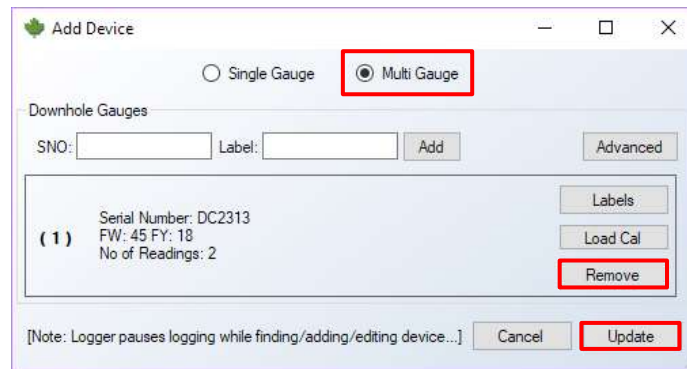 Add Device
Single Gauge Multi Gauge
Downhole Gauges
SNO: Label: Add Advanced
Labels
Serial Number: DC2313
(1) FW: 45 FY: 18 Load Cal
No of Readings: 2
Remove
[Note: Logger pauses logging while finding/adding/editing device...] Cancel Update